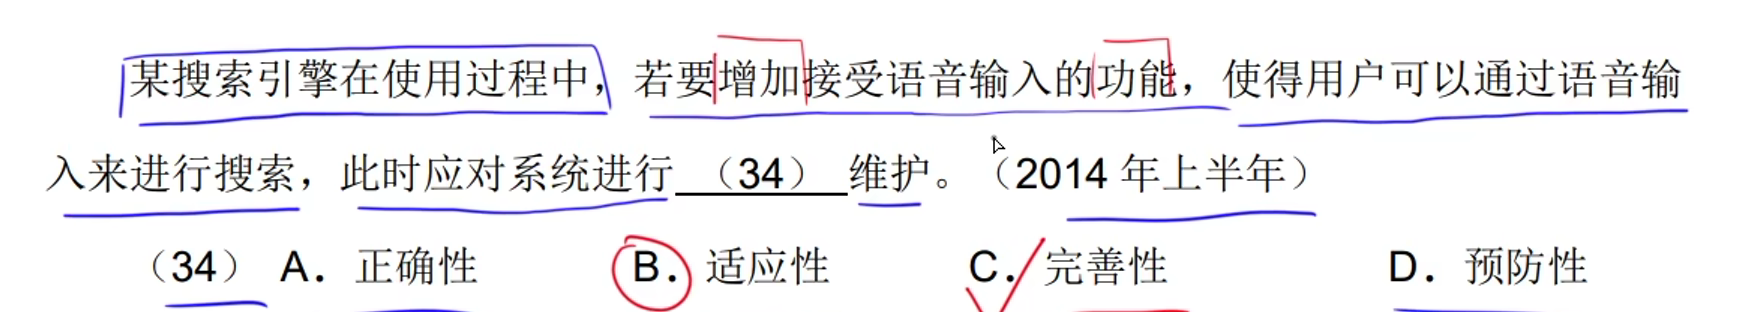 某搜索引擎在使用过程中，若要增加接受语音输入的功能，使得用户可以通过语音输
入来进行搜索，此时应对系统进行（34）维护。（2014 年上半年）
（34） A．正确性 B．适应性 C．完善性 D．预防性